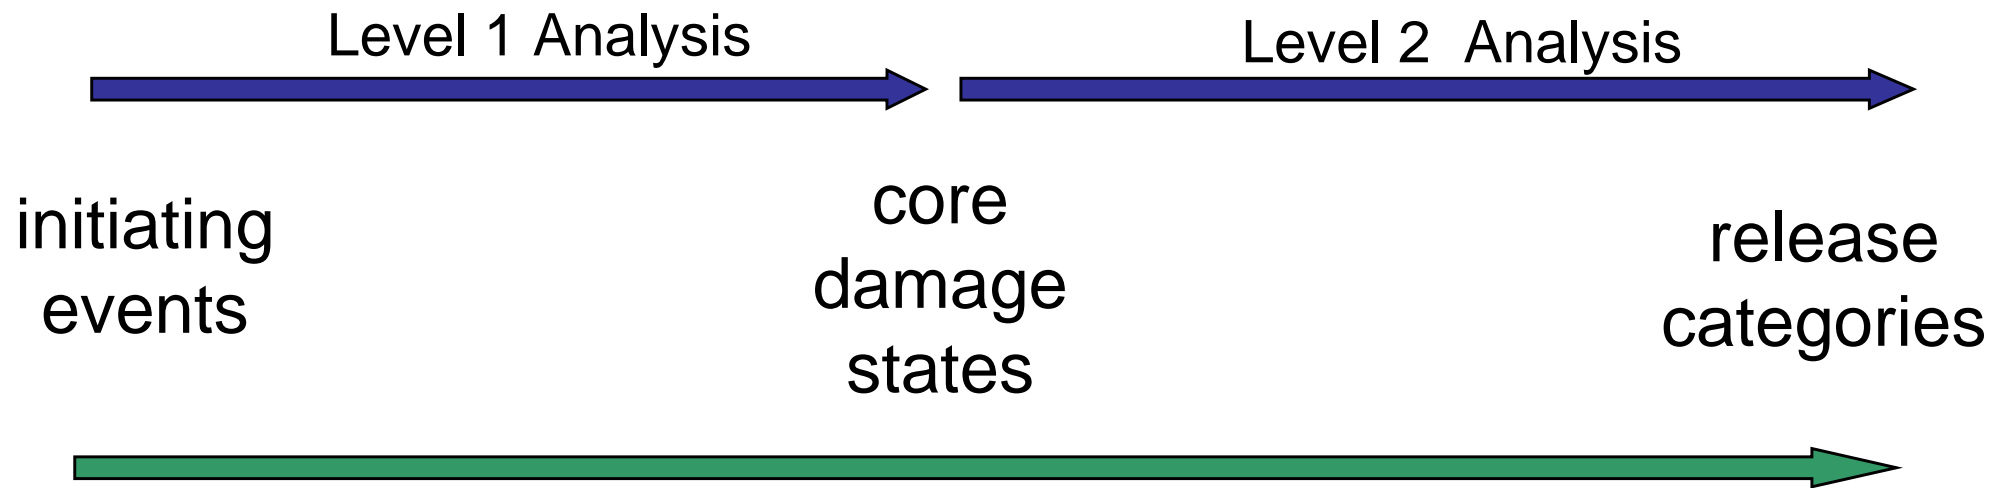 Level 1 Analysis
Level 2 Analysis
initiating
events
core
damage
states
release
categories